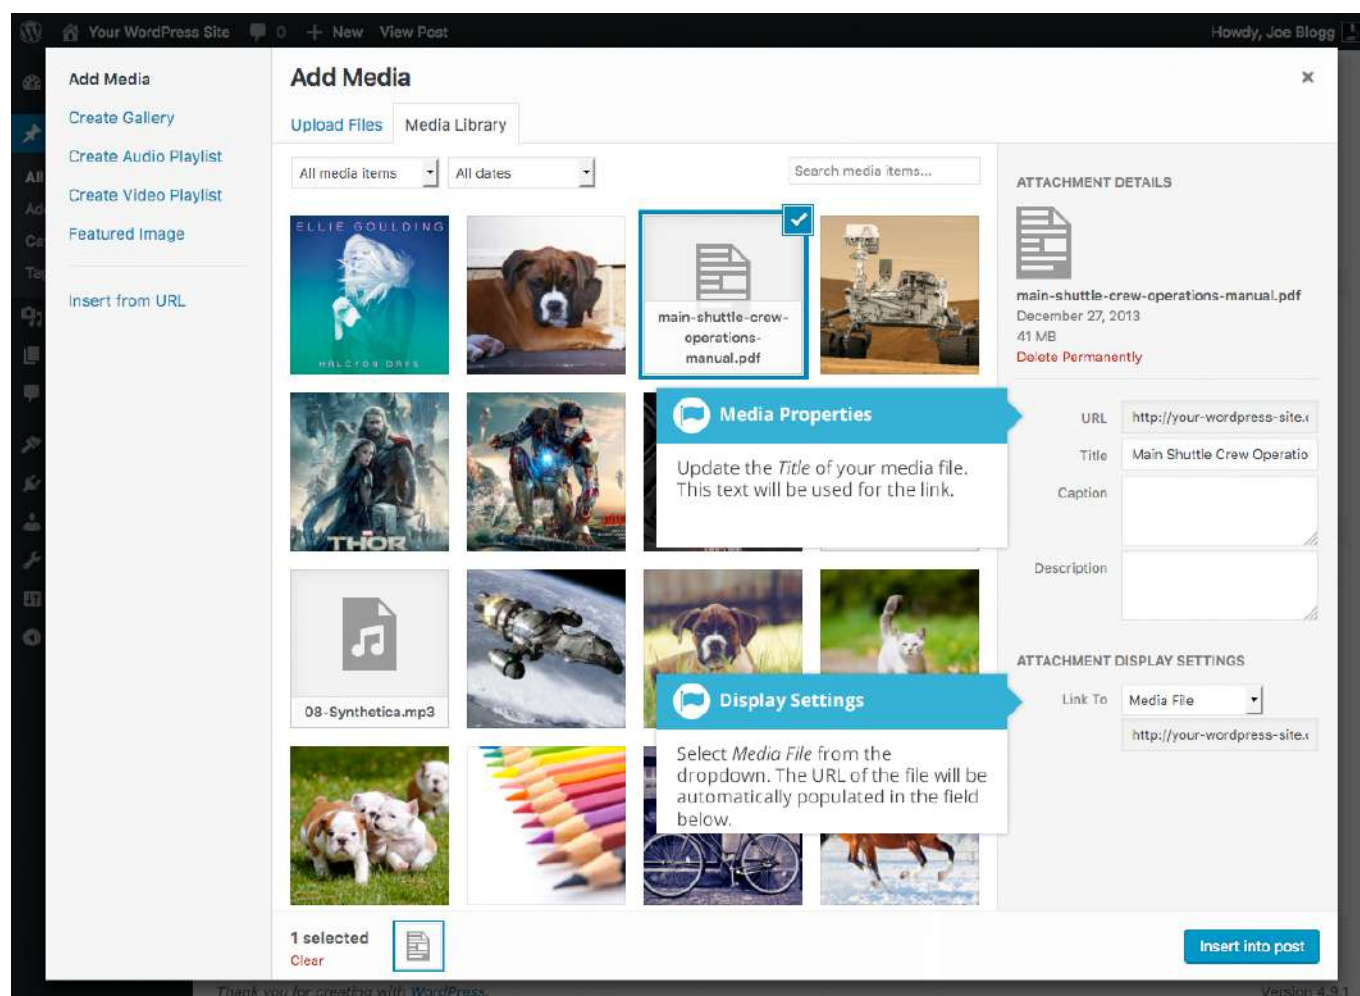 Your WordPress Site 0 New View Post Howdy, Joe Blogg
Add Media
Create Gallery
Create Audio Playlist
Create Video Playlist
Featured Image
Insert from URL
Add Media
×
Upload Files Media Library
All media items All dates Search media items...
ELLIE GOULDING
HALCYON DAYS
main-shuttle-crew-
operations-
manual.pdf
MARVEL
THOR
08-Synthetica.mp3
Media Properties
Update the Title of your media file.
This text will be used for the link.
Display Settings
Select Media File from the
dropdown. The URL of the file will be
automatically populated in the field
below.
ATTACHMENT DETAILS
main-shuttle-crew-operations-manual.pdf
December 27, 2013
41 MB
Delete Permanently
URL http://your-wordpress-site.c
Title Main Shuttle Crew Operatio
Caption
Description
ATTACHMENT DISPLAY SETTINGS
Link To Media File
http://your-wordpress-site.c
1 selected
Clear
Insert into post
Thank you for creating with WordPress. Version 4.9.1